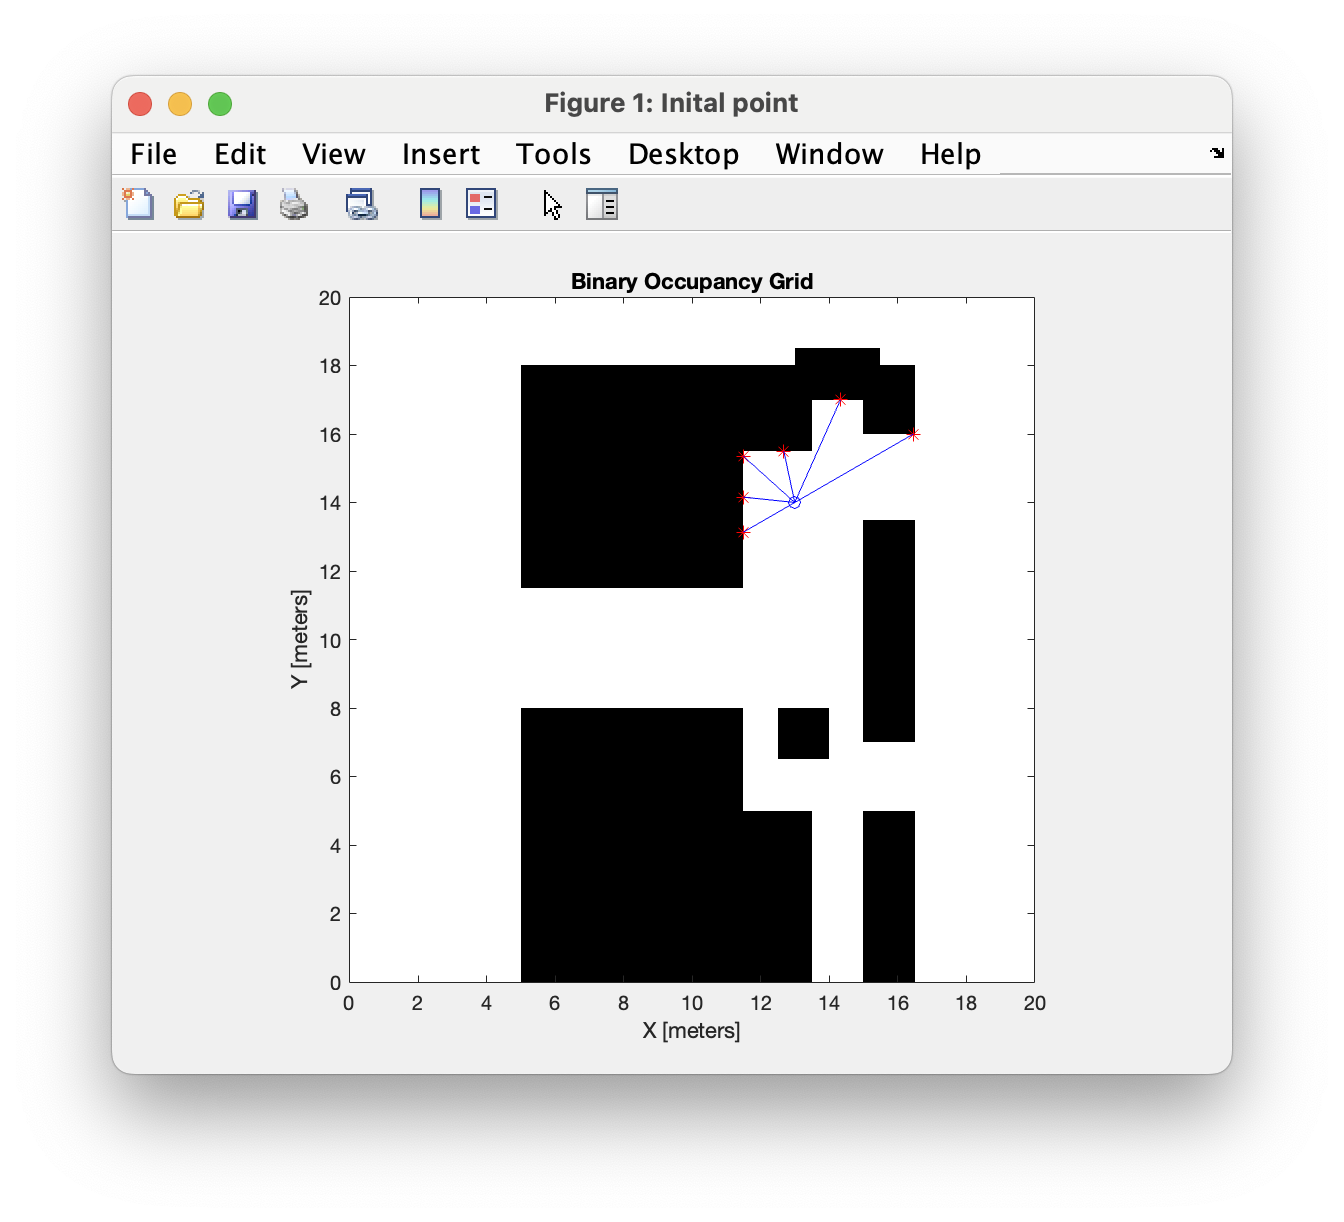 Figure 1: Inital point
File Edit View Insert Tools Desktop Window Help
Binary Occupancy Grid
20
18
16
14
12
10
8
6
4
2
0
Y [meters]
0 2 4 6 8 10 12 14 16 18 20
X [meters]